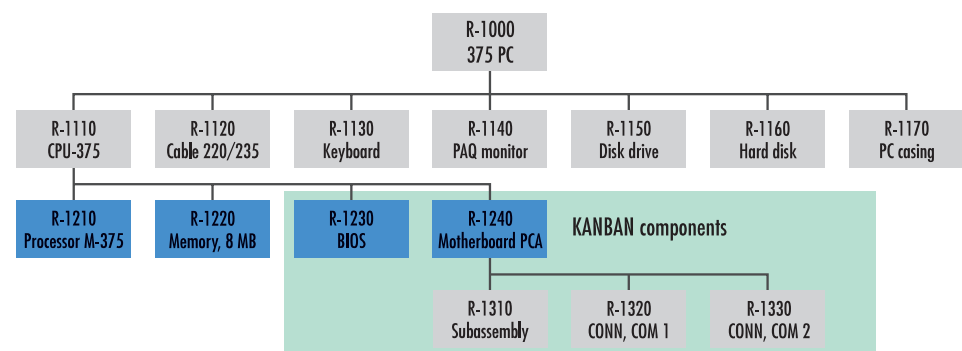 R-1000
375 PC
R-1110
CPU-375
R-1120
Cable 220/235
R-1130
Keyboard
R-1140
PAQ monitor
R-1150
Disk drive
R-1160
Hard disk
R-1170
PC casing
R-1210
Processor M-375
R-1220
Memory, 8 MB
R-1230
BIOS
R-1240
Motherboard PCA
KANBAN components
R-1310
Subassembly
R-1320
CONN, COM 1
R-1330
CONN, COM 2